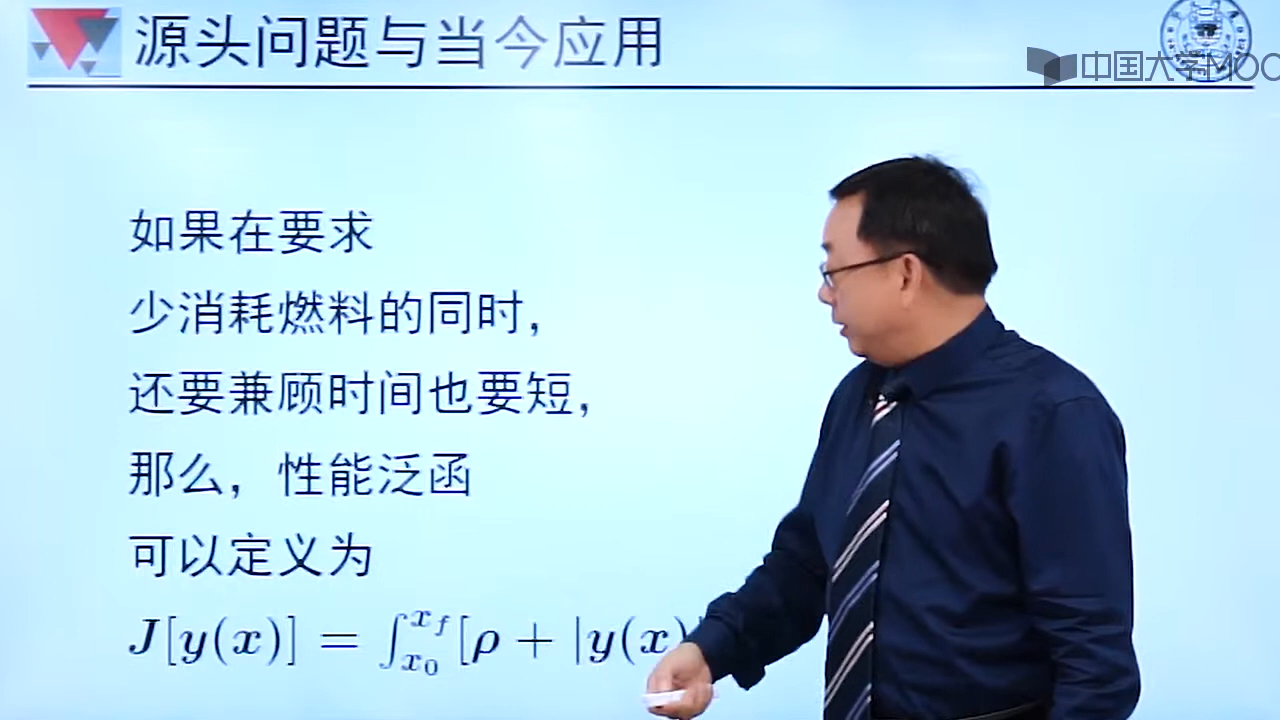 源头问题与当今应用
中国大学MOC
如果在要求
少消耗燃料的同时，
还要兼顾时间也要短，
那么，性能泛函
可以定义为
J[y(x)] = ∫_{x_0}^{x_f} [ρ + |y(x)|